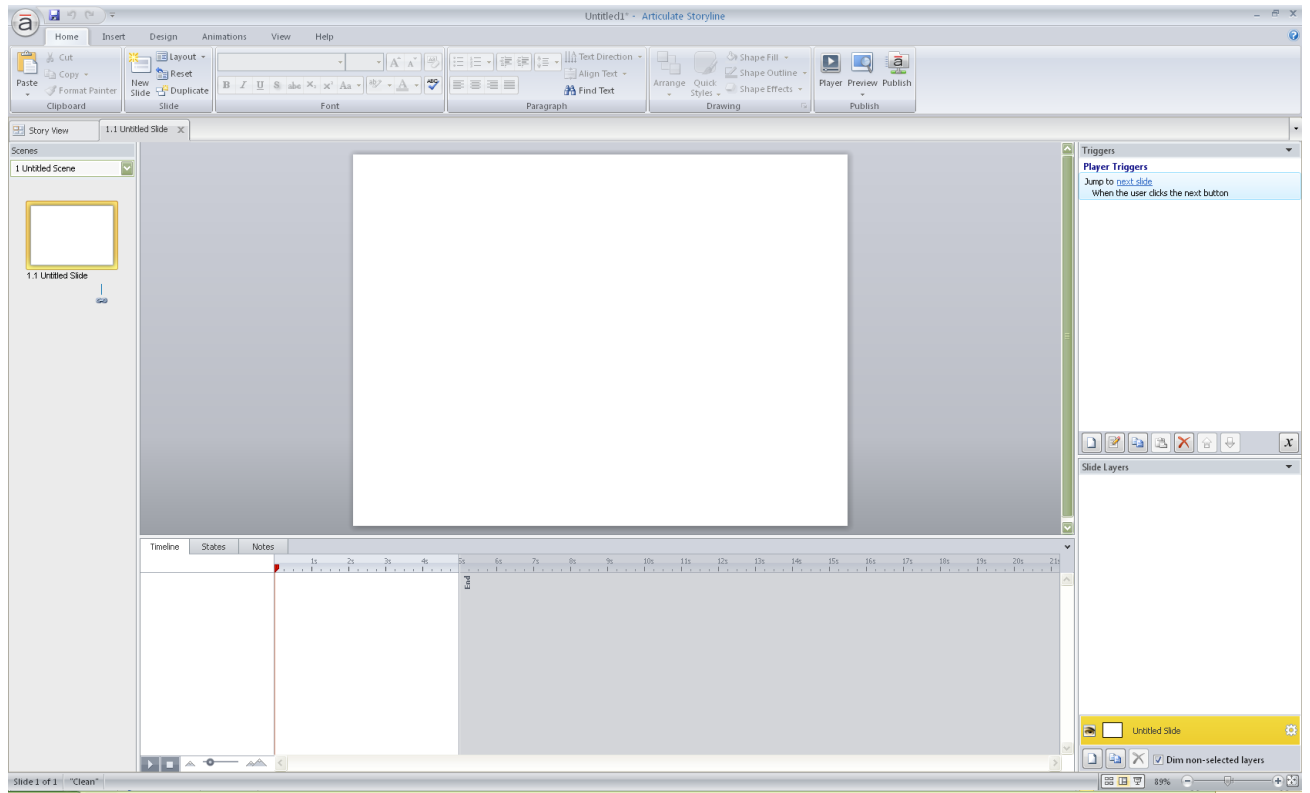 Untitled1* - Articulate Storyline
Home Insert Design Animations View Help
Paste
Cut
Copy
Format Painter
Clipboard
New Slide
Layout
Reset
Duplicate
Slide
B I U S abc X₂ X² Aa A
Font
Text Direction
Align Text
Find Text
Paragraph
Arrange
Quick Styles
Shape Fill
Shape Outline
Shape Effects
Drawing
Player Preview Publish
Publish
Story View
1.1 Untitled Slide
Scenes
1 Untitled Scene
1.1 Untitled Slide
Triggers
Player Triggers
Jump to next slide
When the user clicks the next button
Slide Layers
Timeline States Notes
1s 2s 3s 4s 5s 6s 7s 8s 9s 10s 11s 12s 13s 14s 15s 16s 17s 18s 19s 20s 21s
End
Untitled Slide
Dim non-selected layers
Slide 1 of 1 "Clean"
89%